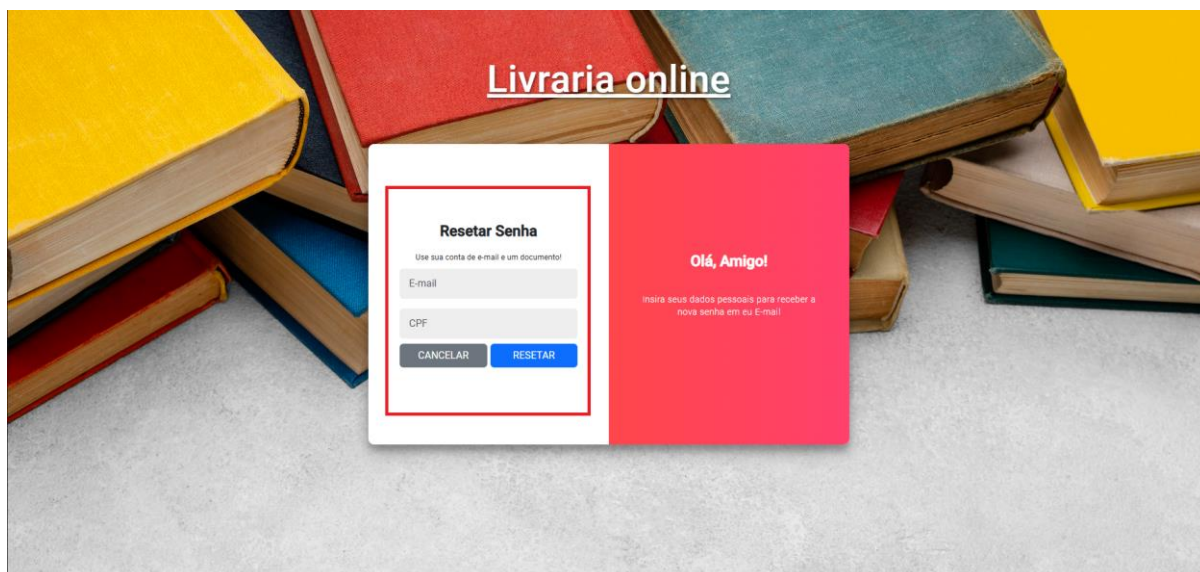 Livraria online
Resetar Senha
Use sua conta de e-mail e um documento!
E-mail
CPF
CANCELAR
RESETAR
Olá, Amigo!
Insira seus dados pessoais para receber a
nova senha em eu E-mail